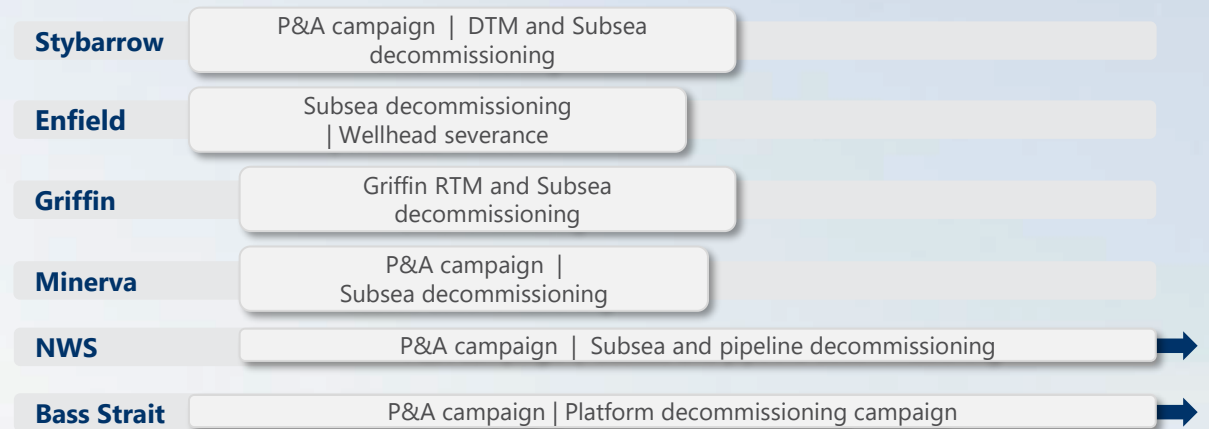 Stybarrow
P&A campaign | DTM and Subsea
decommissioning
Enfield
Subsea decommissioning
| Wellhead severance
Griffin
Griffin RTM and Subsea
decommissioning
Minerva
P&A campaign |
Subsea decommissioning
NWS
P&A campaign | Subsea and pipeline decommissioning
Bass Strait
P&A campaign | Platform decommissioning campaign